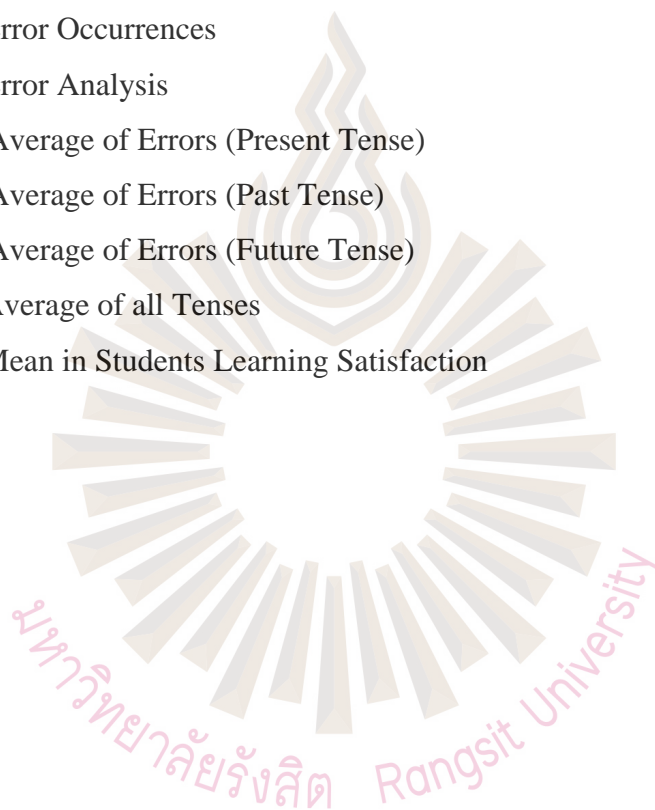 rror Occurrences
rror Analysis
Average of Errors (Present Tense)
Average of Errors (Past Tense)
Average of Errors (Future Tense)
Average of all Tenses
Mean in Students Learning Satisfaction
มหาวิทยาลัยรังสิต Rangsit University